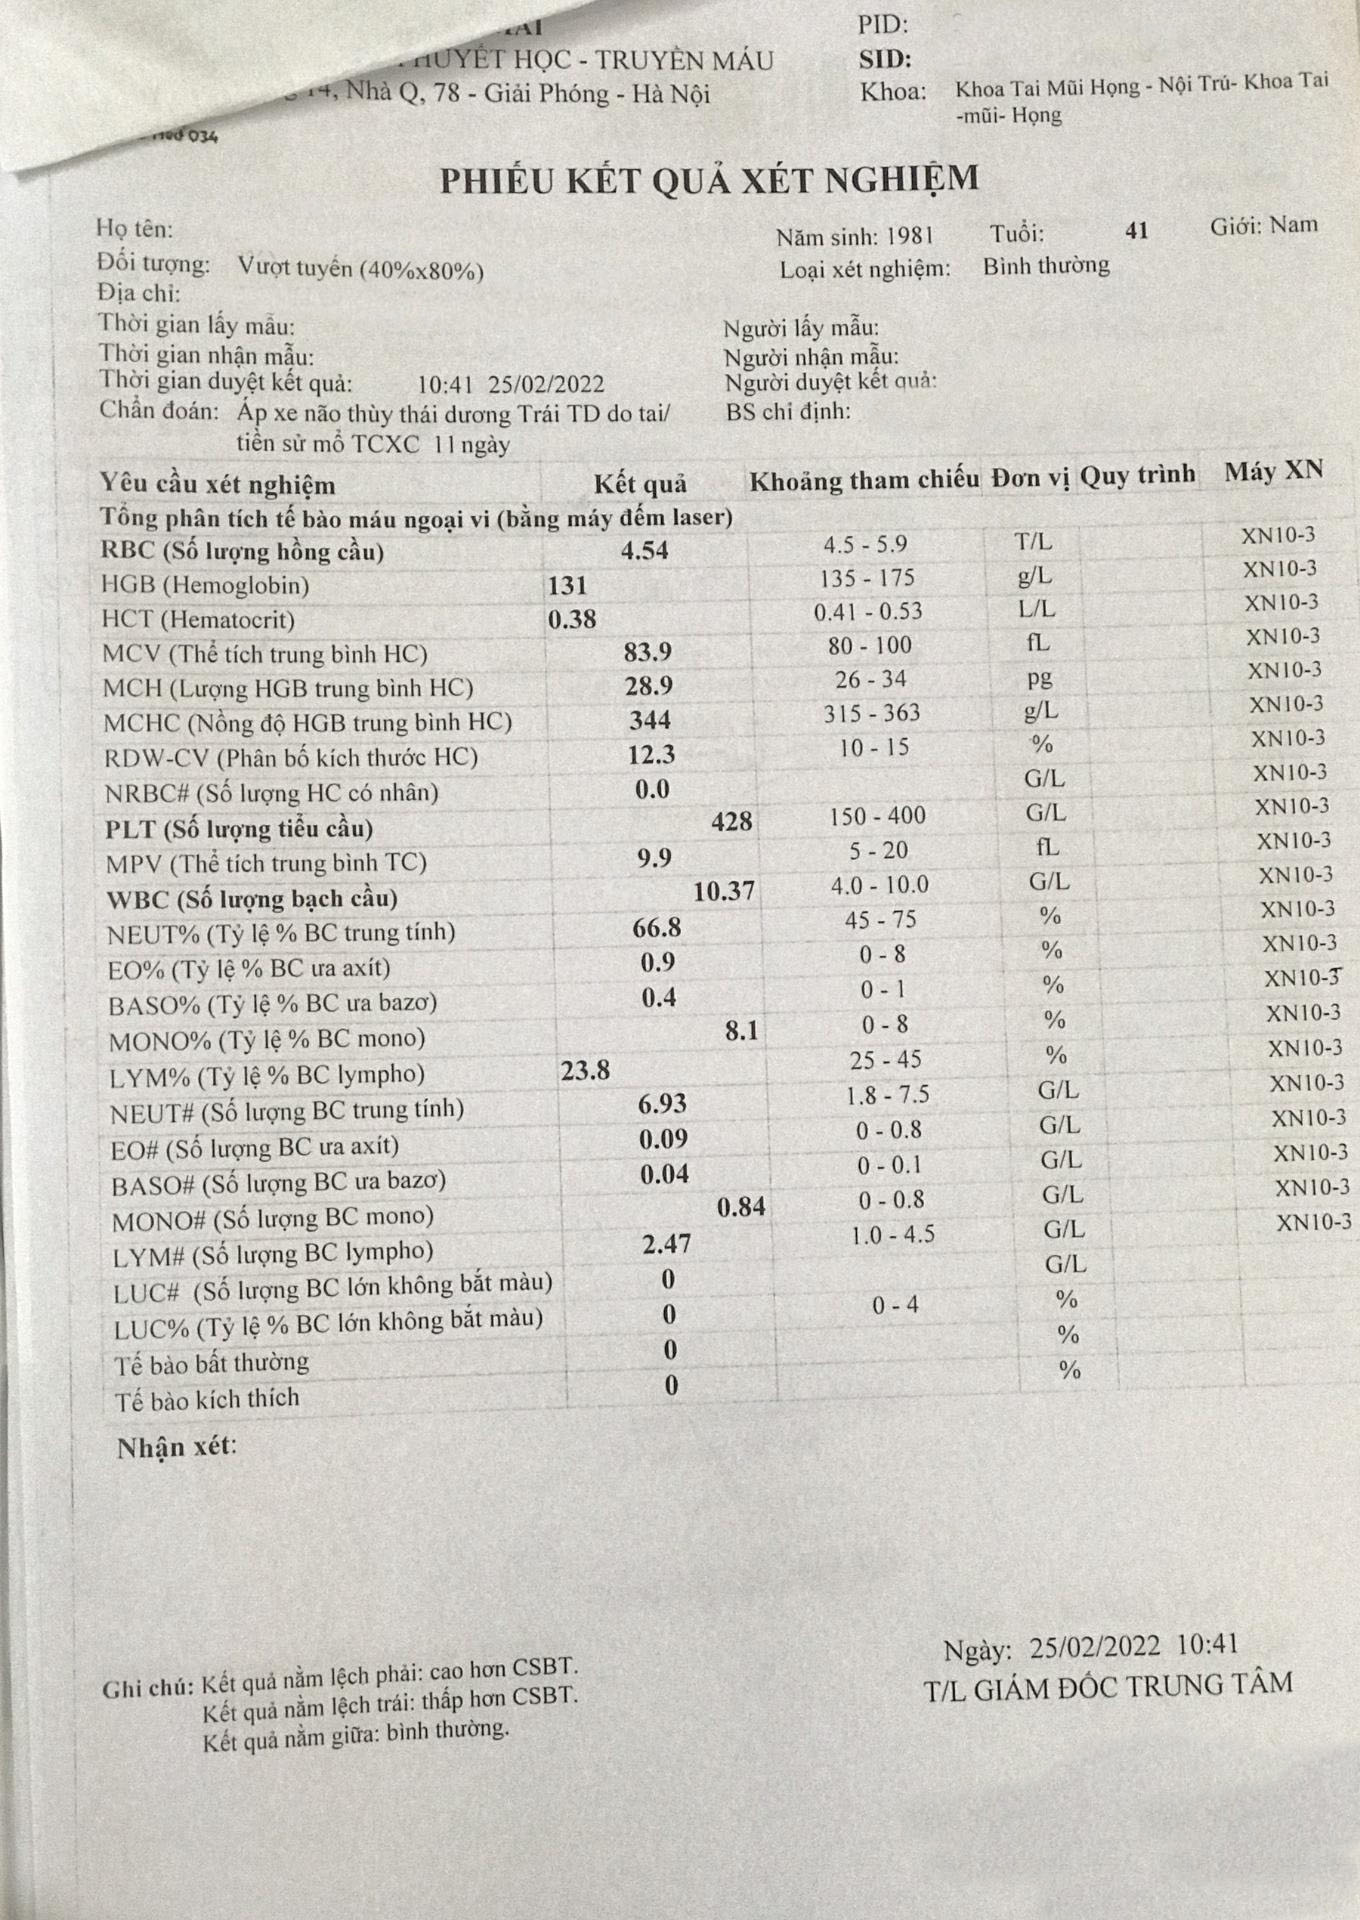 HUYẾT HỌC - TRUYỀN MÁU
14, Nhà Q, 78 - Giải Phóng - Hà Nội
034
PID:
SID:
Khoa: Khoa Tai Mũi Họng - Nội Trú- Khoa Tai
-mũi- Họng
PHIẾU KẾT QUẢ XÉT NGHIỆM
Họ tên: Năm sinh: 1981 Tuổi: 41 Giới: Nam
Đối tượng: Vượt tuyến (40%x80%) Loại xét nghiệm: Bình thường
Địa chỉ:
Thời gian lấy mẫu: Người lấy mẫu:
Thời gian nhận mẫu: Người nhận mẫu:
Thời gian duyệt kết quả: 10:41 25/02/2022 Người duyệt kết quả:
Chẩn đoán: Áp xe não thùy thái dương Trái TD do tai/ BS chỉ định:
tiền sử mổ TCXC 11 ngày
Yêu cầu xét nghiệm Kết quả Khoảng tham chiếu Đơn vị Quy trình Máy XN
Tổng phân tích tế bào máu ngoại vi (bằng máy đếm laser)
RBC (Số lượng hồng cầu) 4.54 4.5 - 5.9 T/L XN10-3
HGB (Hemoglobin) 131 135 - 175 g/L XN10-3
HCT (Hematocrit) 0.38 0.41 - 0.53 L/L XN10-3
MCV (Thể tích trung bình HC) 83.9 80 - 100 fL XN10-3
MCH (Lượng HGB trung bình HC) 28.9 26 - 34 pg XN10-3
MCHC (Nồng độ HGB trung bình HC) 344 315 - 363 g/L XN10-3
RDW-CV (Phân bố kích thước HC) 12.3 10 - 15 % XN10-3
NRBC# (Số lượng HC có nhân) 0.0 G/L XN10-3
PLT (Số lượng tiểu cầu) 428 150 - 400 G/L XN10-3
MPV (Thể tích trung bình TC) 9.9 5 - 20 fL XN10-3
WBC (Số lượng bạch cầu) 10.37 4.0 - 10.0 G/L XN10-3
NEUT% (Tỷ lệ % BC trung tính) 66.8 45 - 75 % XN10-3
EO% (Tỷ lệ % BC ưa axít) 0.9 0 - 8 % XN10-3
BASO% (Tỷ lệ % BC ưa bazơ) 0.4 0 - 1 % XN10-3
MONO% (Tỷ lệ % BC mono) 8.1 0 - 8 % XN10-3
LYM% (Tỷ lệ % BC lympho) 23.8 25 - 45 % XN10-3
NEUT# (Số lượng BC trung tính) 6.93 1.8 - 7.5 G/L XN10-3
EO# (Số lượng BC ưa axít) 0.09 0 - 0.8 G/L XN10-3
BASO# (Số lượng BC ưa bazơ) 0.04 0 - 0.1 G/L XN10-3
MONO# (Số lượng BC mono) 0.84 0 - 0.8 G/L XN10-3
LYM# (Số lượng BC lympho) 2.47 1.0 - 4.5 G/L XN10-3
LUC# (Số lượng BC lớn không bắt màu) 0 G/L
LUC% (Tỷ lệ % BC lớn không bắt màu) 0 0 - 4 %
Tế bào bất thường 0 %
Tế bào kích thích 0 %
Nhận xét:
Ghi chú: Kết quả nằm lệch phải: cao hơn CSBT.
Kết quả nằm lệch trái: thấp hơn CSBT.
Kết quả nằm giữa: bình thường.
Ngày: 25/02/2022 10:41
T/L GIÁM ĐỐC TRUNG TÂM